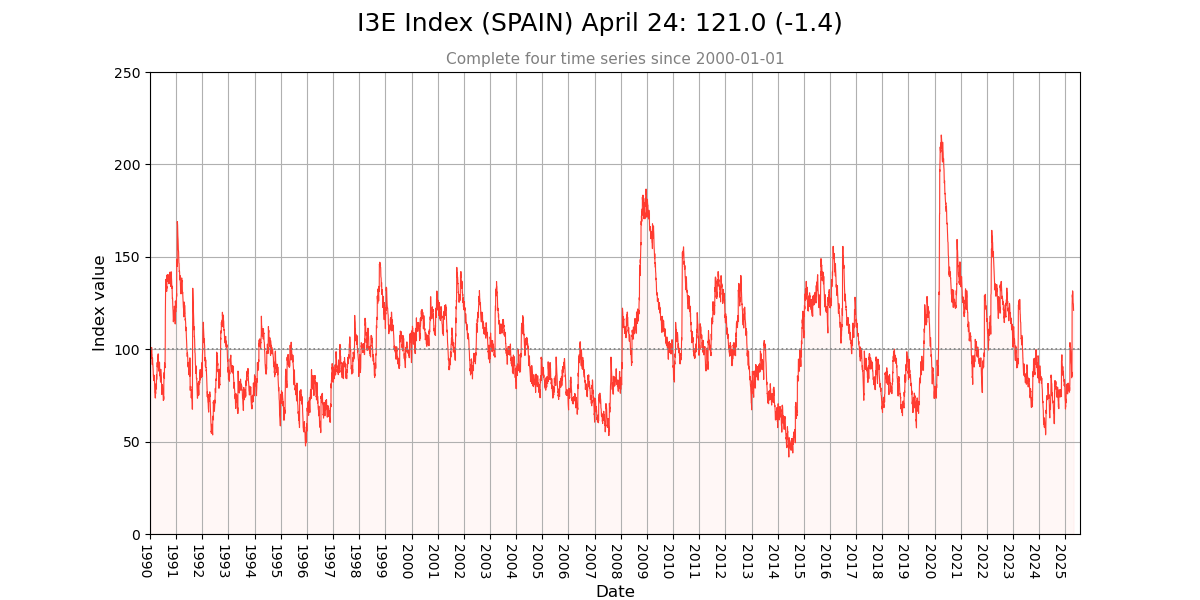 I3E Index (SPAIN) April 24: 121.0 (-1.4)
Complete four time series since 2000-01-01
250
200
150
100
50
0
Index value
1990 1991 1992 1993 1994 1995 1996 1997 1998 1999 2000 2001 2002 2003 2004 2005 2006 2007 2008 2009 2010 2011 2012 2013 2014 2015 2016 2017 2018 2019 2020 2021 2022 2023 2024 2025
Date